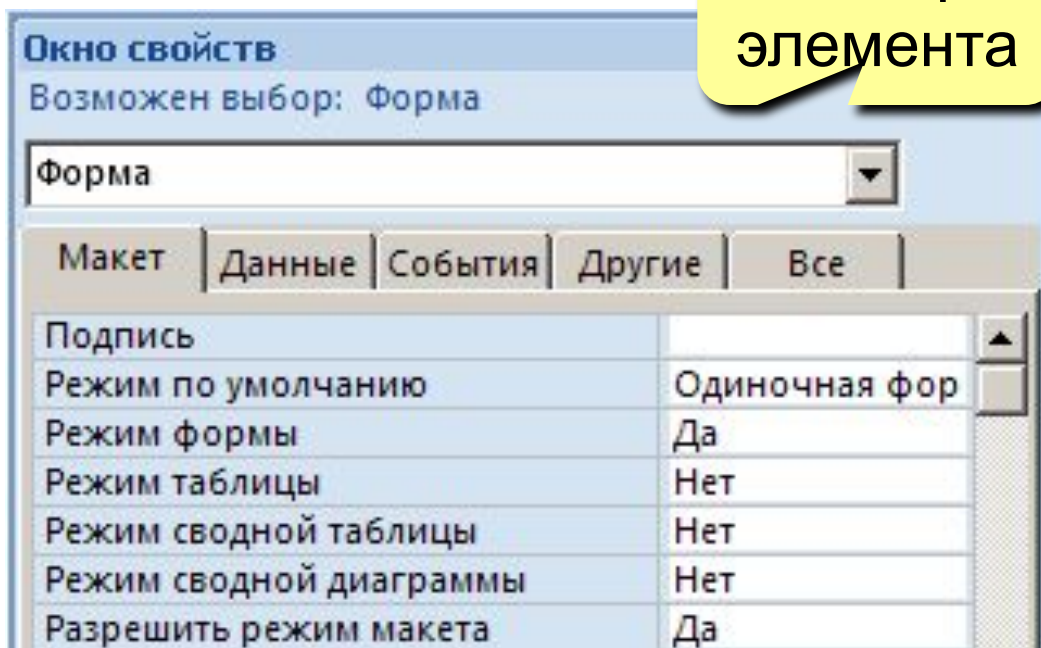 элемента
Окно свойств
Возможен выбор: Форма
Форма
Макет Данные События Другие Все
Подпись
Режим по умолчанию Одиночная фор
Режим формы Да
Режим таблицы Нет
Режим сводной таблицы Нет
Режим сводной диаграммы Нет
Разрешить режим макета Да